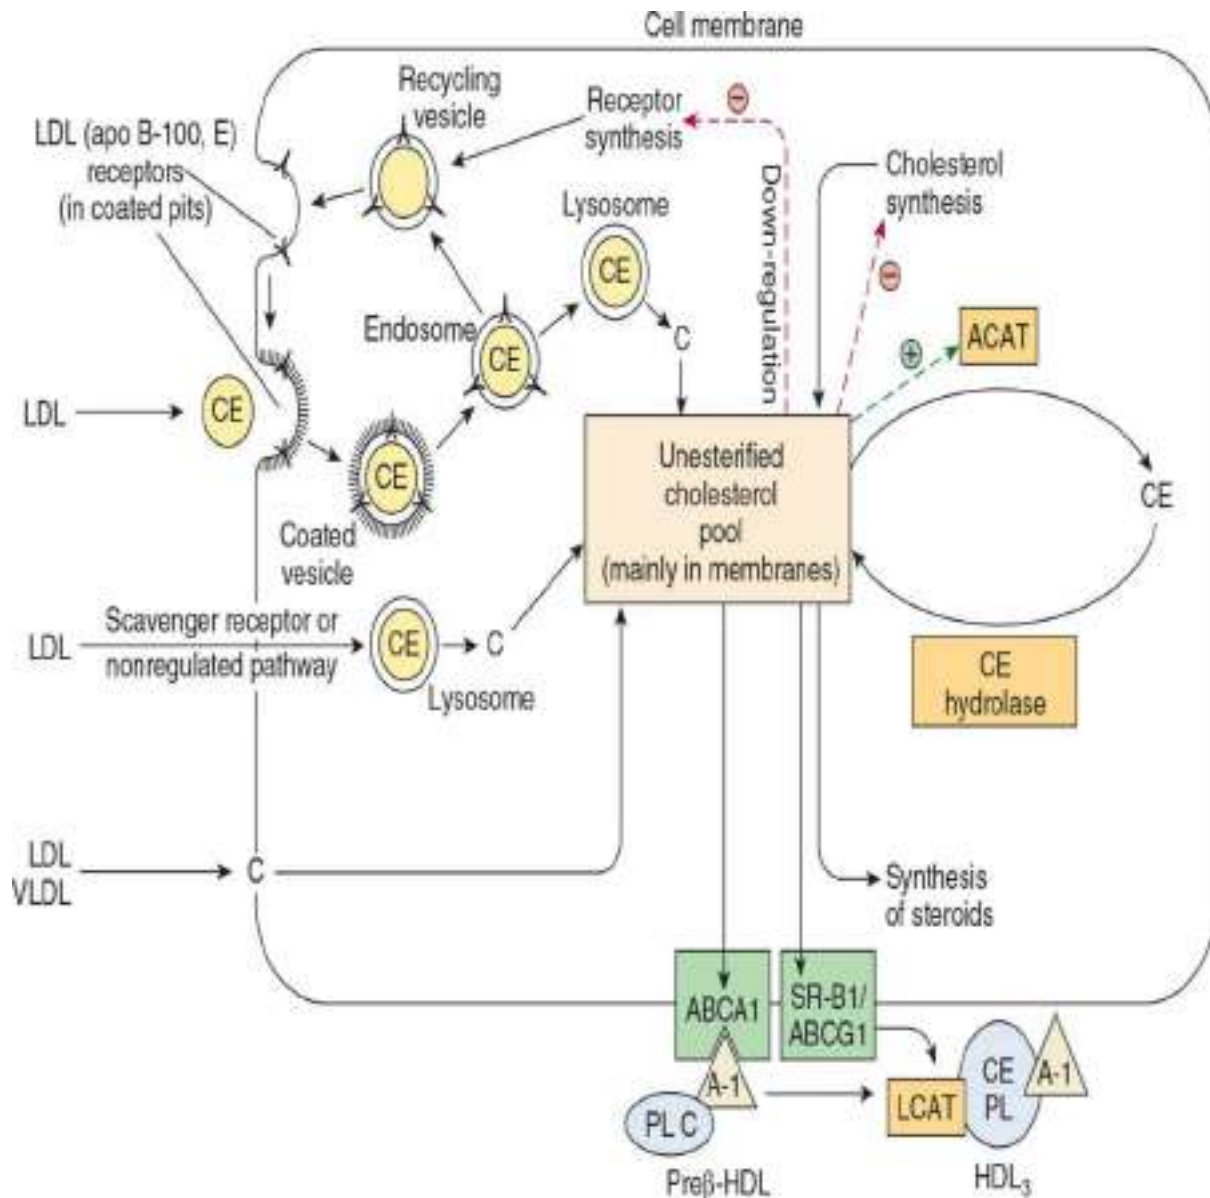 Cell membrane
Recycling
vesicle
Receptor
synthesis
LDL (apo B-100, E)
receptors
(in coated pits)
Cholesterol
synthesis
Down-regulation
Lysosome
CE
C
Endosome
CE
ACAT
LDL
CE
CE
Coated
vesicle
Unesterified
cholesterol
pool
(mainly in membranes)
CE
CE
hydrolase
LDL
Scavenger receptor or
nonregulated pathway
CE
C
Lysosome
LDL
VLDL
C
Synthesis
of steroids
ABCA1
SR-B1/
ABCG1
A-1
PL C
Preβ-HDL
LCAT
CE
PL
A-1
HDL₃